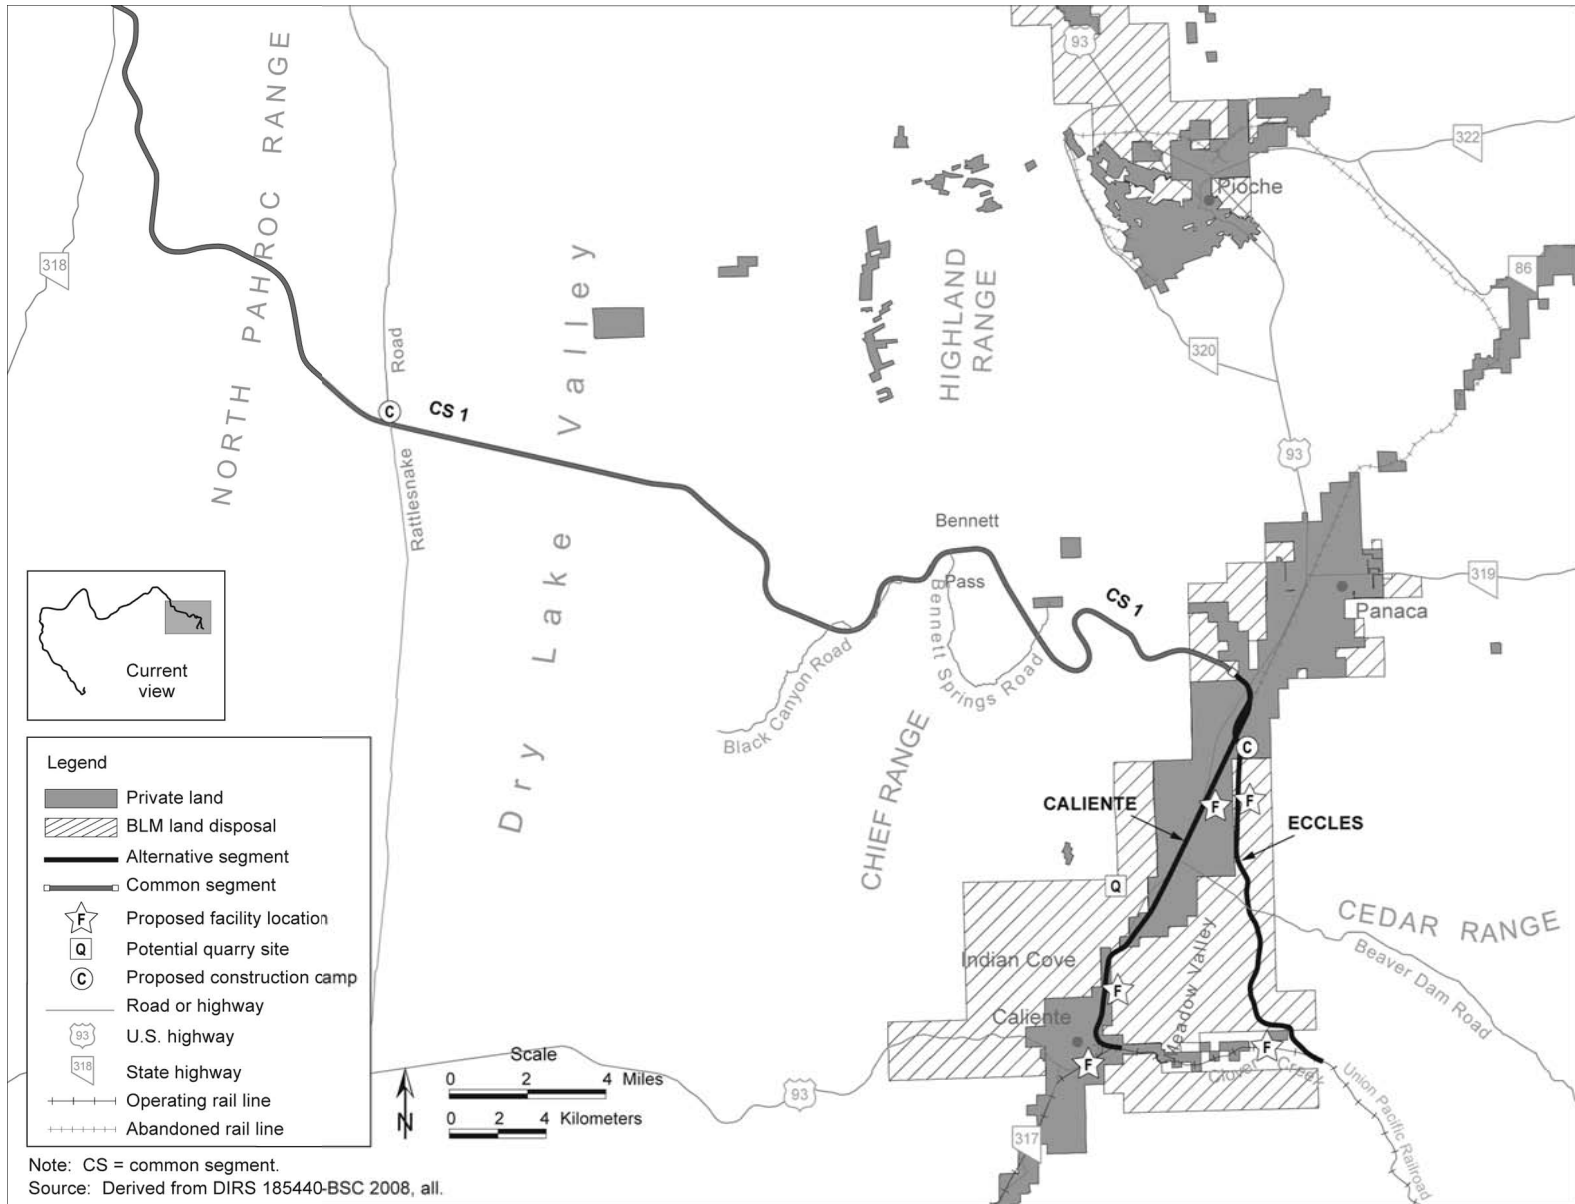 93
322
Pioche
NORTH PAHROC RANGE
318
86
HIGHLAND
RANGE
Dry Lake Valley
320
Road
C
CS 1
93
Rattlesnake
Bennett
Pass
319
CS 1
Panaca
Bennett Springs Road
Black Canyon Road
Current
view
CHIEF RANGE
C
Legend
Private land
BLM land disposal
Alternative segment
Common segment
F
Proposed facility location
Q
Potential quarry site
C
Proposed construction camp
Road or highway
93
U.S. highway
318
State highway
Operating rail line
Abandoned rail line
CALIENTE
F
F
ECCLES
Q
CEDAR RANGE
Beaver Dam Road
Meadow Valley
Indian Cove
F
Caliente
F
F
Clover Creek
Union Pacific Railroad
Scale
0 2 4 Miles
0 2 4 Kilometers
N
93
317
Note: CS = common segment.
Source: Derived from DIRS 185440-BSC 2008, all.